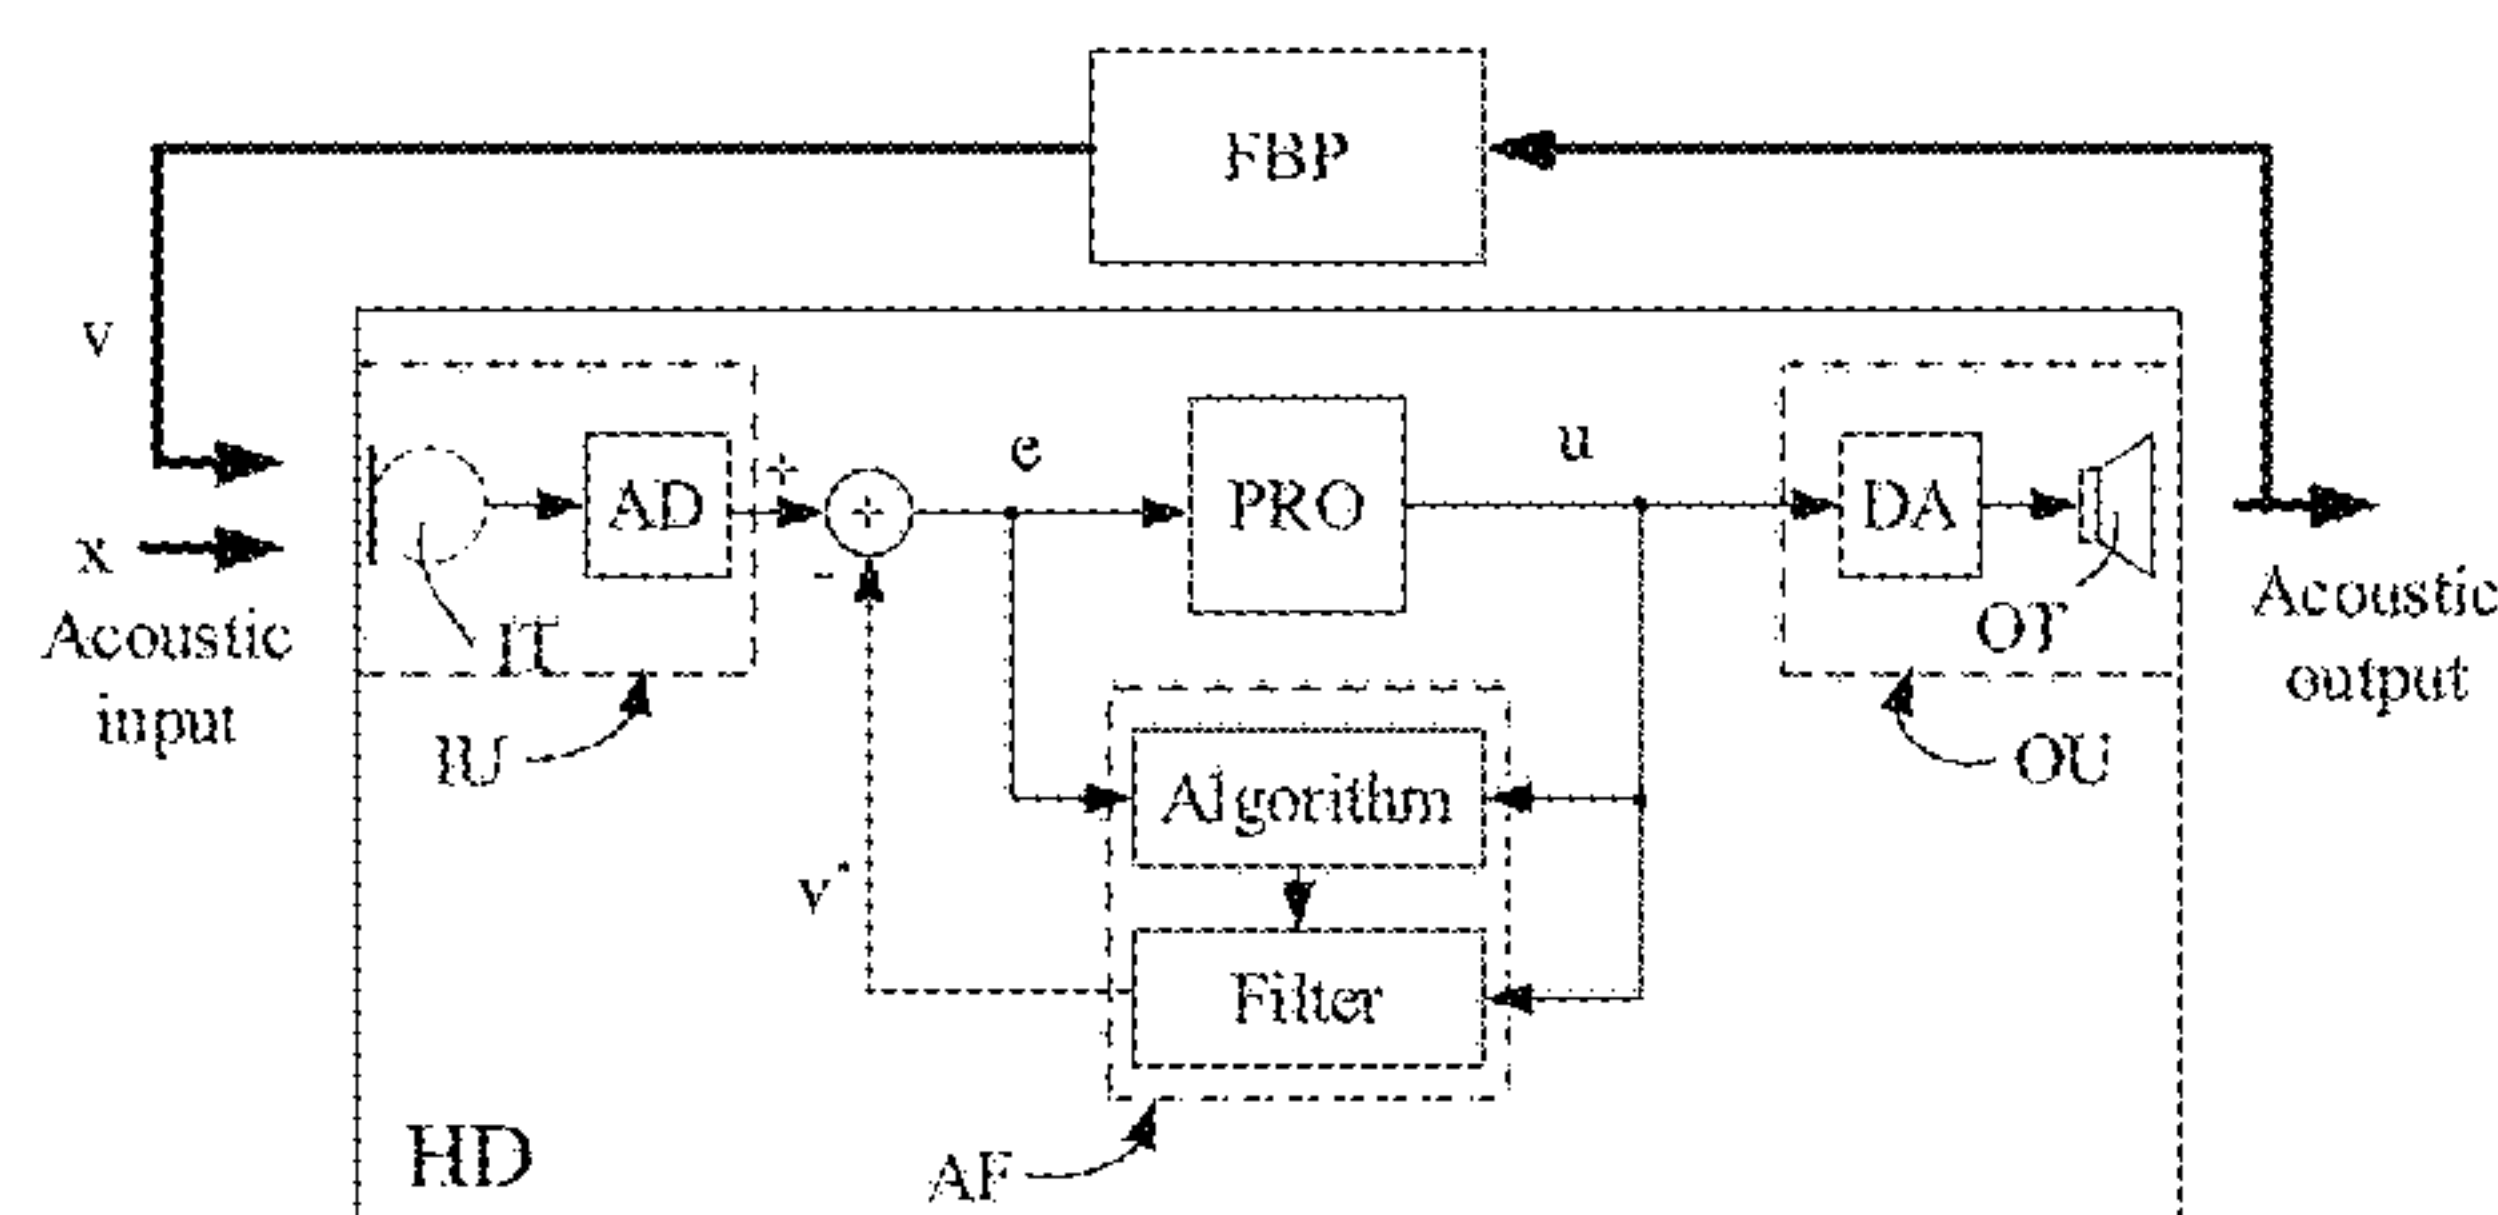 FBP
v
e
u
+
AD
+
PRO
DA
x
-
Acoustic
input
IT
OT
Acoustic
output
IU
OU
Algorithm
v^
Filter
HD
AF